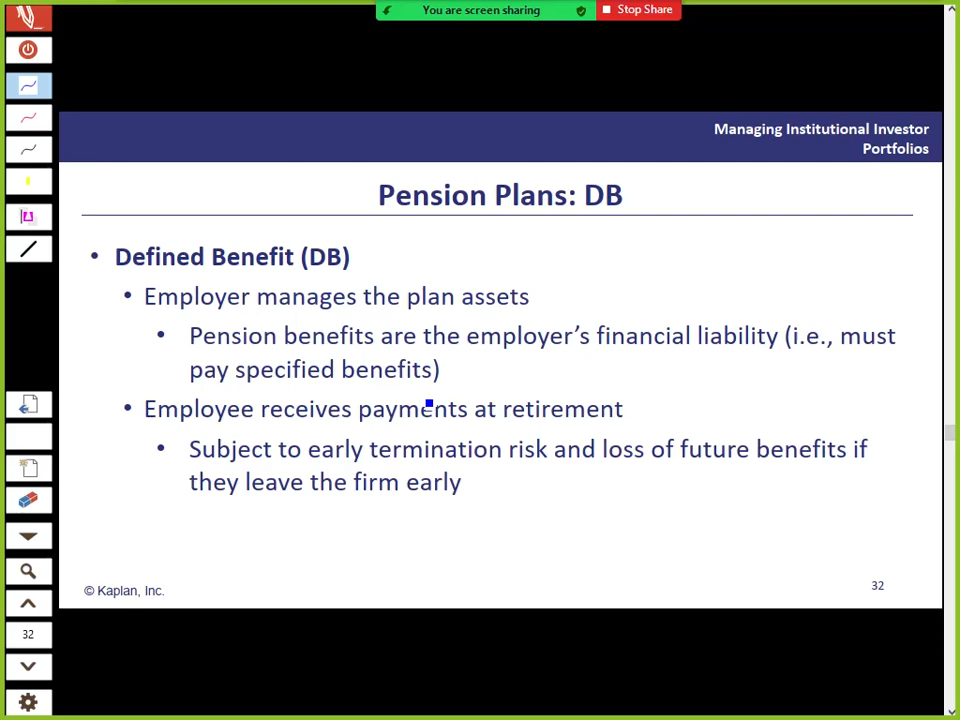 You are screen sharing
Stop Share
Managing Institutional Investor
Portfolios
Pension Plans: DB
• Defined Benefit (DB)
• Employer manages the plan assets
• Pension benefits are the employer’s financial liability (i.e., must
pay specified benefits)
• Employee receives payments at retirement
• Subject to early termination risk and loss of future benefits if
they leave the firm early
© Kaplan, Inc.
32
32